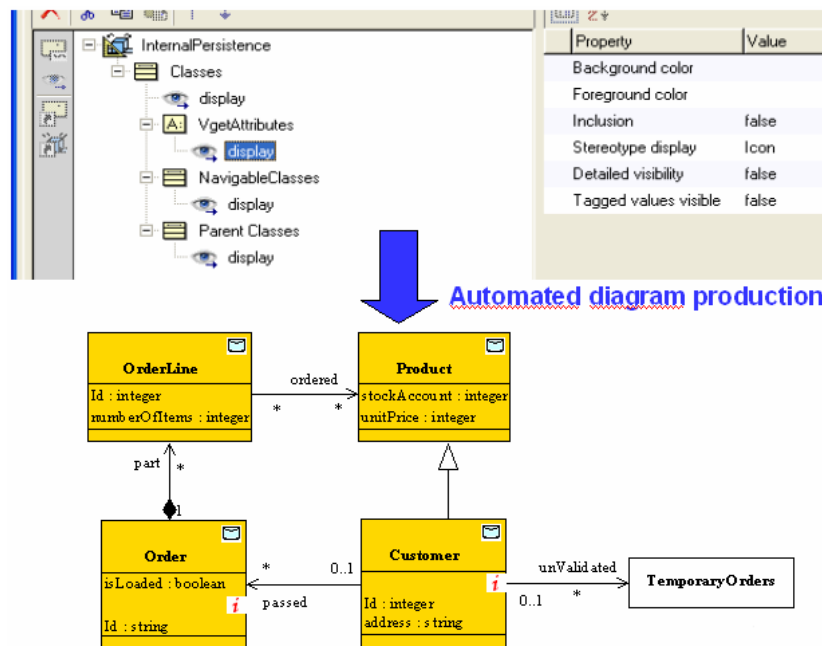 Property Value
InternalPersistence
Classes
display
A: VgetAttributes
display
NavigableClasses
display
Parent Classes
display
Background color
Foreground color
Inclusion false
Stereotype display Icon
Detailed visibility false
Tagged values visible false
Automated diagram production
OrderLine
Id : integer
numberOfItems : integer
ordered
*
*
Product
stockAccount : integer
unitPrice : integer
part
*
1
Order
isLoaded : boolean
i
Id : string
*
0..1
passed
Customer
i
Id : integer
address : string
unValidated
0..1
*
TemporaryOrders